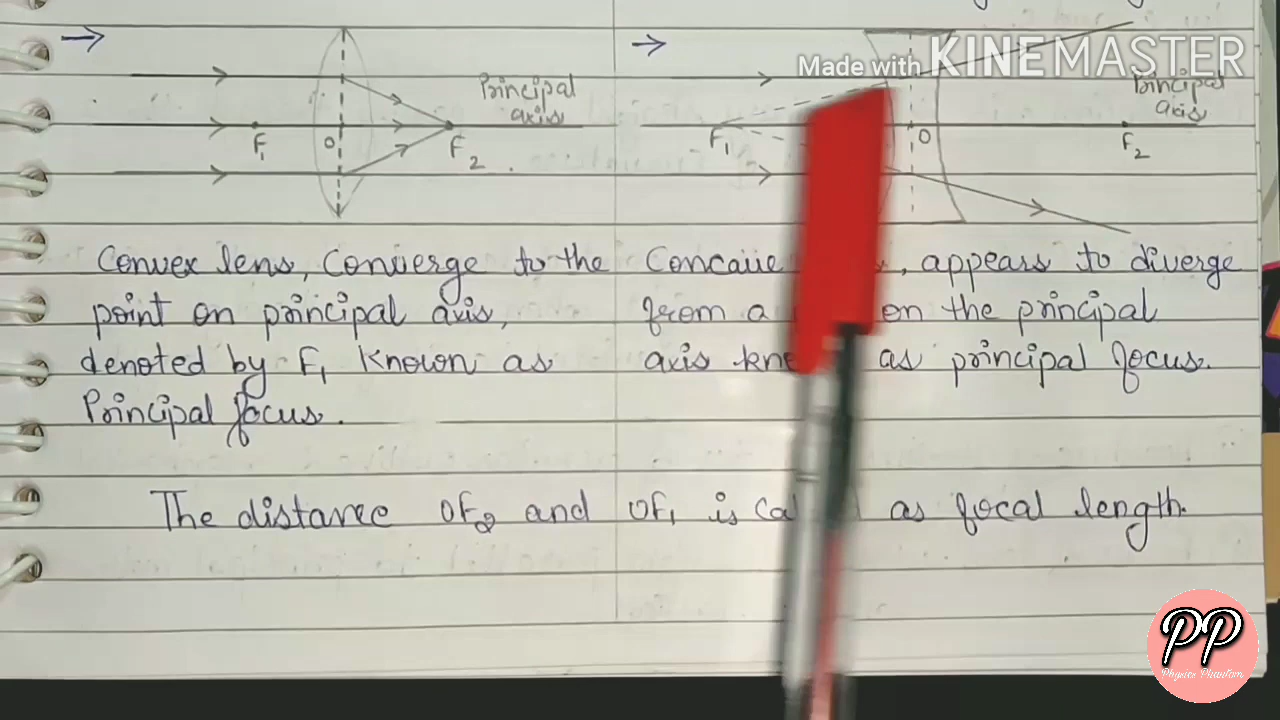 Made with KINEMASTER
Principal
axis
F1
O
F2
Principal
axis
F1
O
F2
Convex lens, Converge to the
point on principal axis,
denoted by F1 known as
Principal focus.
Concave, appears to diverge
from a on the principal
axis as principal focus.
The distance OF2 and OF1 is as focal length.
PP
Physics Phantom